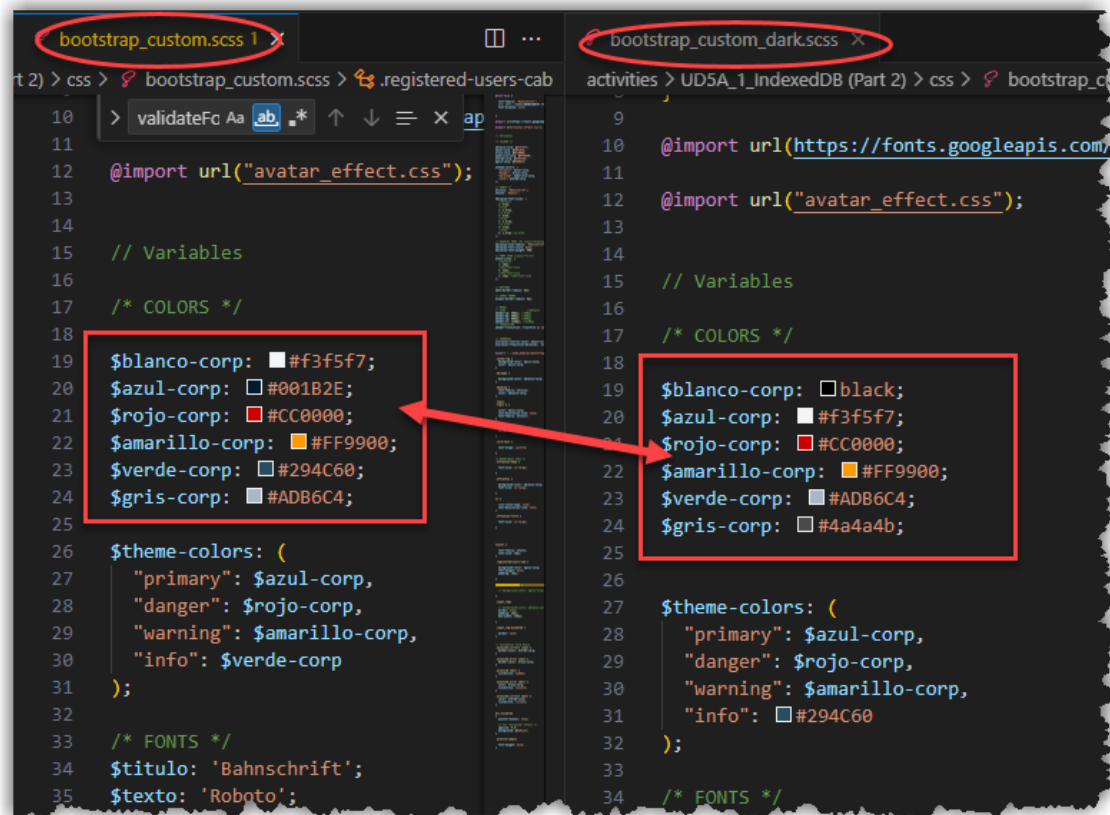 bootstrap_custom.scss 1
rt 2) > css > bootstrap_custom.scss > .registered-users-cab
> validateFc Aa ab
10 ap
11
12 @import url("avatar_effect.css");
13
14
15 // Variables
16
17 /* COLORS */
18
19 $blanco-corp: #f3f5f7;
20 $azul-corp: #001B2E;
21 $rojo-corp: #CC0000;
22 $amarillo-corp: #FF9900;
23 $verde-corp: #294C60;
24 $gris-corp: #ADB6C4;
25
26 $theme-colors: (
27 "primary": $azul-corp,
28 "danger": $rojo-corp,
29 "warning": $amarillo-corp,
30 "info": $verde-corp
31 );
32
33 /* FONTS */
34 $titulo: 'Bahnschrift';
35 $texto: 'Roboto';
bootstrap_custom_dark.scss
activities > UD5A_1_IndexedDB (Part 2) > css > bootstrap_c
9
10 @import url(https://fonts.googleapis.com/
11
12 @import url("avatar_effect.css");
13
14
15 // Variables
16
17 /* COLORS */
18
19 $blanco-corp: black;
20 $azul-corp: #f3f5f7;
21 $rojo-corp: #CC0000;
22 $amarillo-corp: #FF9900;
23 $verde-corp: #ADB6C4;
24 $gris-corp: #4a4a4b;
25
26
27 $theme-colors: (
28 "primary": $azul-corp,
29 "danger": $rojo-corp,
30 "warning": $amarillo-corp,
31 "info": #294C60
32 );
33
34 /* FONTS */